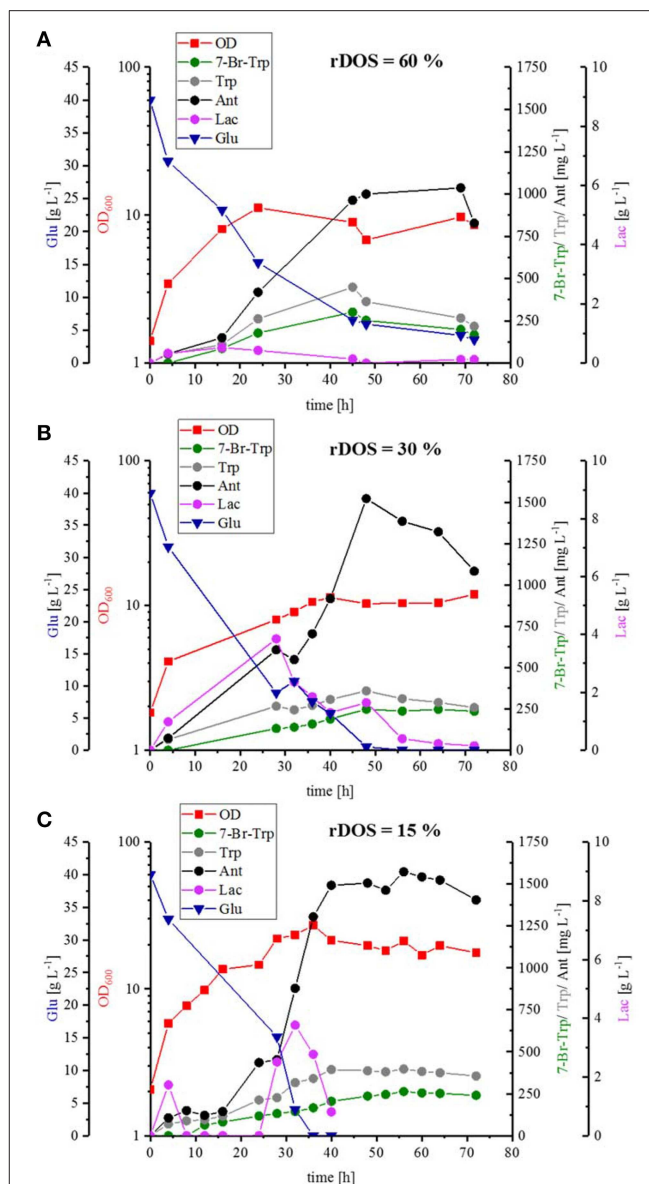 A
rDOS = 60 %
OD
7-Br-Trp
Trp
Ant
Lac
Glu
45 40 35 30 25 20 15 10 5 0
Glu [g L-1]
OD600
100
10
1
1750 1500 1250 1000 750 500 250 0
7-Br-Trp/ Trp/ Ant [mg L-1]
10 8 6 4 2 0
Lac [g L-1]
0 10 20 30 40 50 60 70 80
time [h]
B
rDOS = 30 %
OD
7-Br-Trp
Trp
Ant
Lac
Glu
45 40 35 30 25 20 15 10 5 0
Glu [g L-1]
OD600
100
10
1
1750 1500 1250 1000 750 500 250 0
7-Br-Trp/ Trp/ Ant [mg L-1]
10 8 6 4 2 0
Lac [g L-1]
0 10 20 30 40 50 60 70 80
time [h]
C
rDOS = 15 %
OD
7-Br-Trp
Trp
Ant
Lac
Glu
45 40 35 30 25 20 15 10 5 0
Glu [g L-1]
OD600
100
10
1
1750 1500 1250 1000 750 500 250 0
7-Br-Trp/ Trp/ Ant [mg L-1]
10 8 6 4 2 0
Lac [g L-1]
0 10 20 30 40 50 60 70 80
time [h]